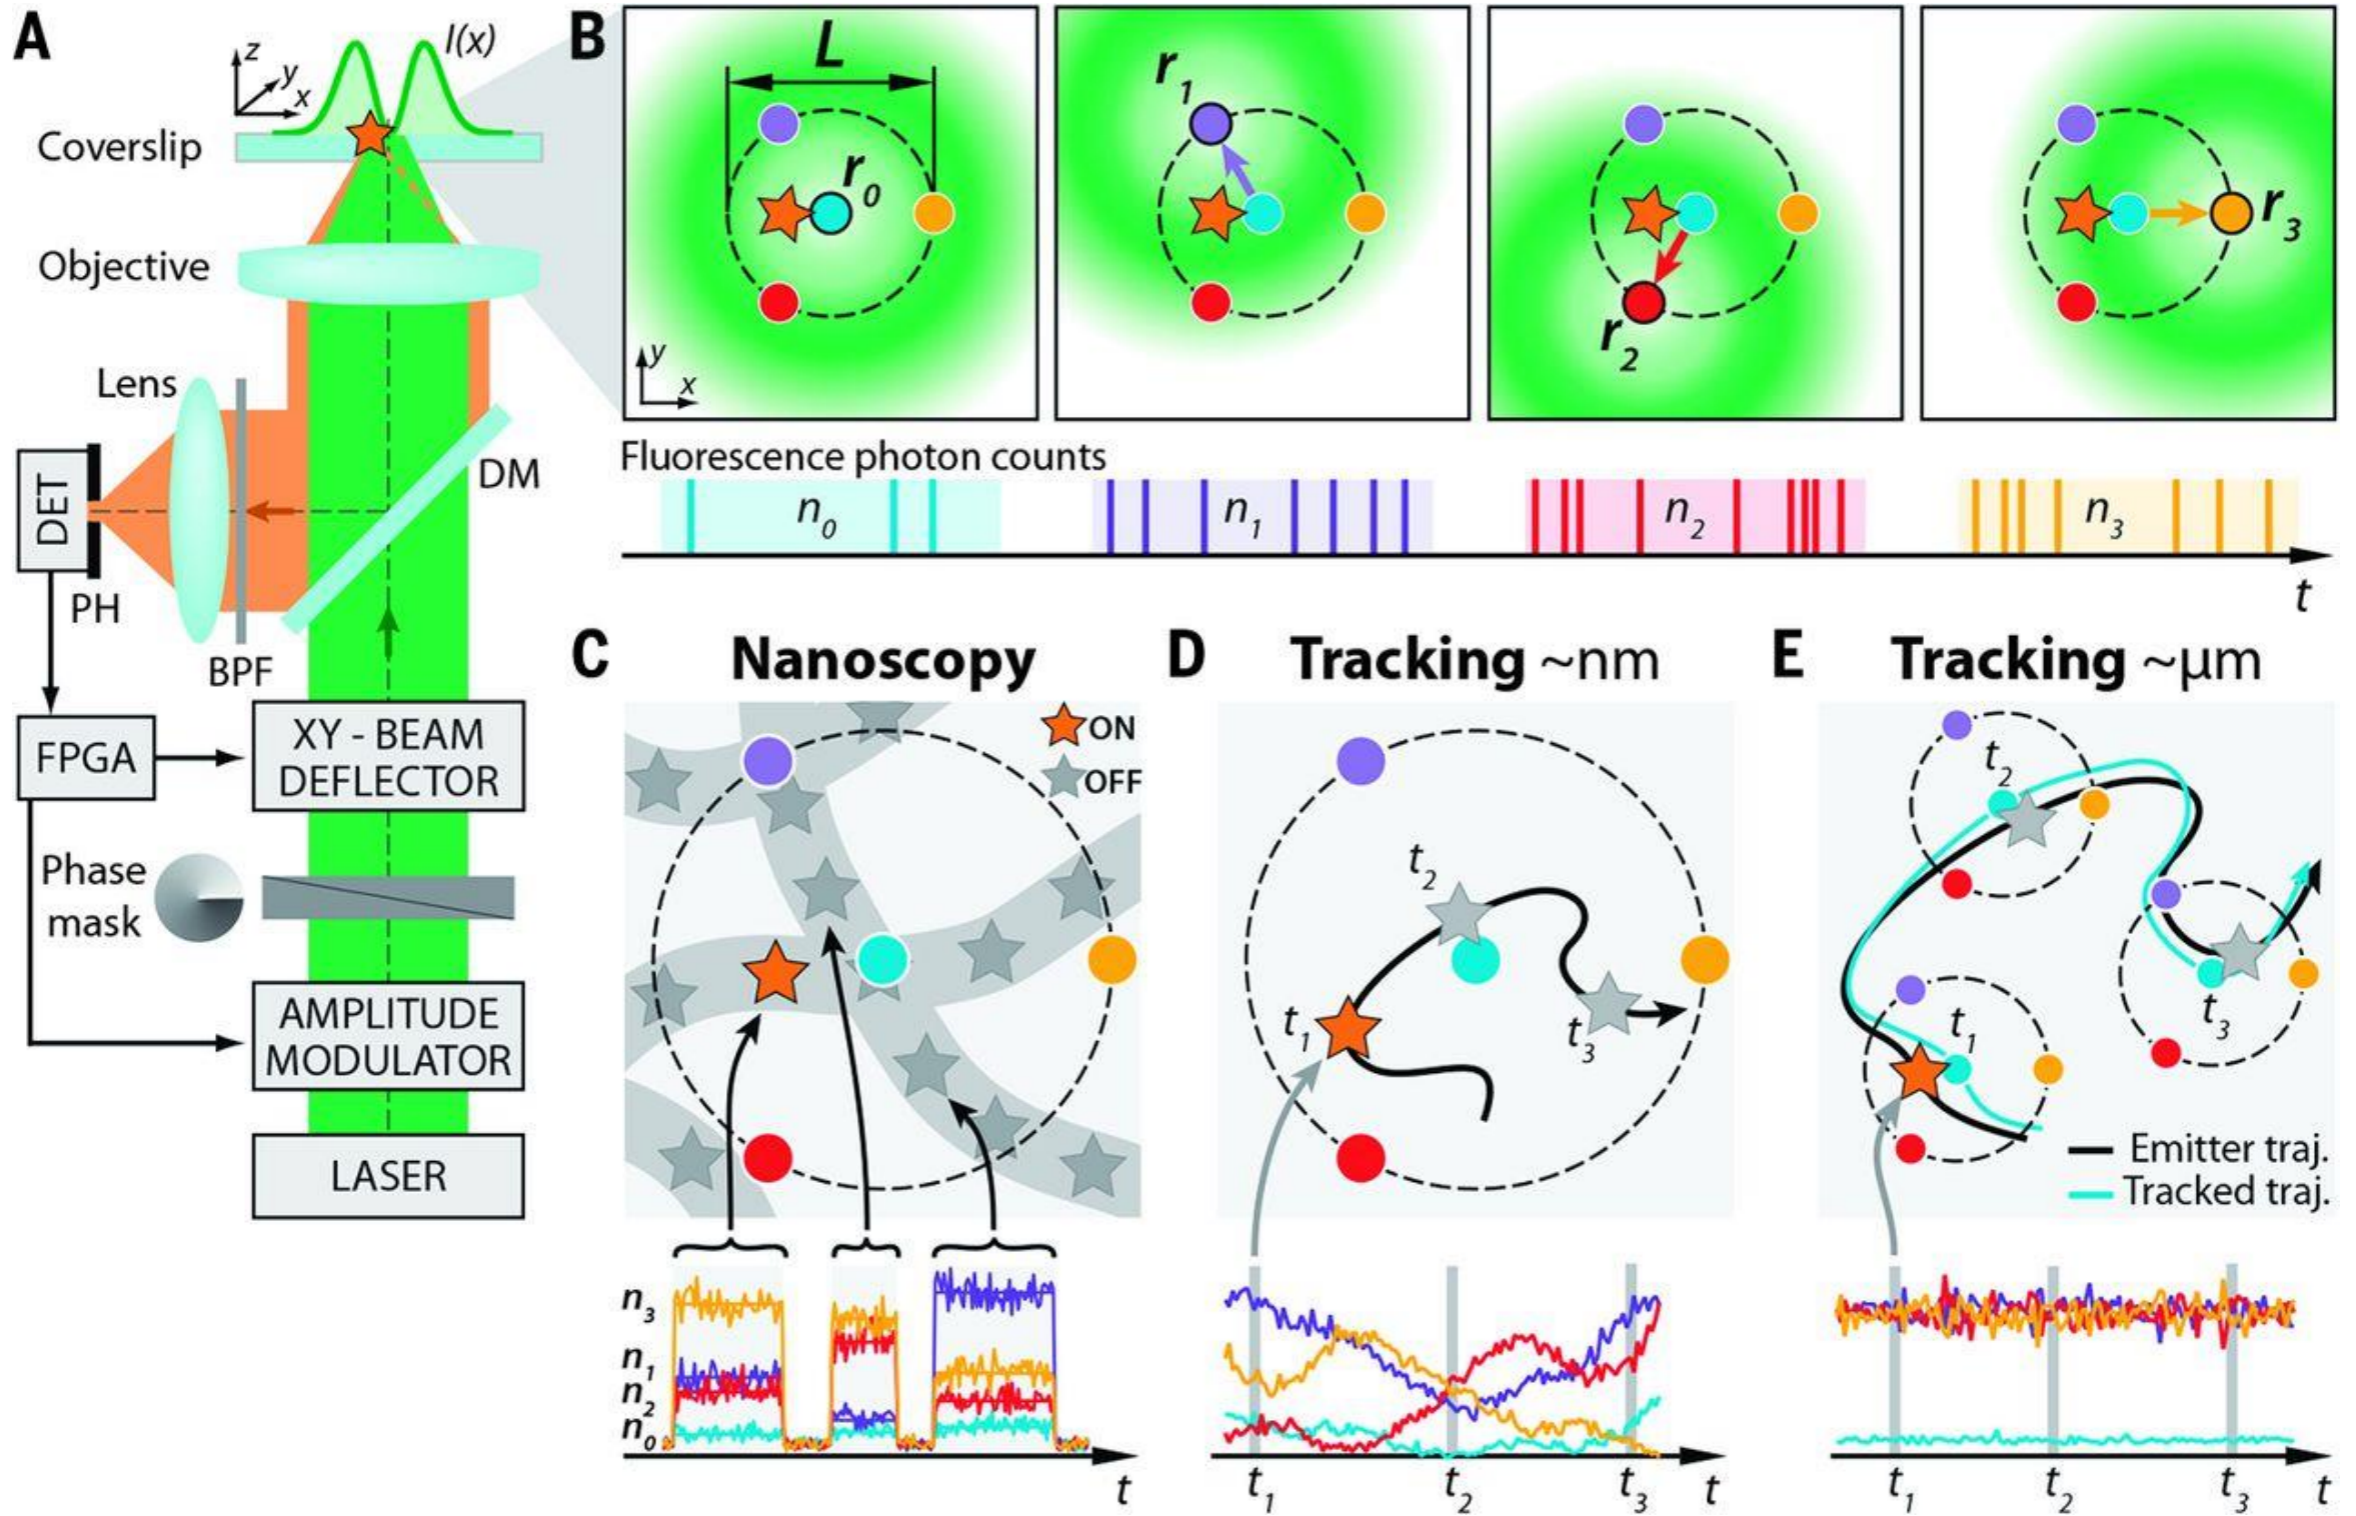 A
z
y
x
I(x)
Coverslip
Objective
Lens
DET
PH
BPF
DM
FPGA
XY - BEAM
DEFLECTOR
Phase
mask
AMPLITUDE
MODULATOR
LASER
B
L
r0
y
x
r1
r2
r3
Fluorescence photon counts
n0
n1
n2
n3
t
C
Nanoscopy
ON
OFF
n3
n1
n2
n0
t
D
Tracking ~nm
t2
t1
t3
t1
t2
t3
t
E
Tracking ~μm
t2
t1
t3
Emitter traj.
Tracked traj.
t1
t2
t3
t